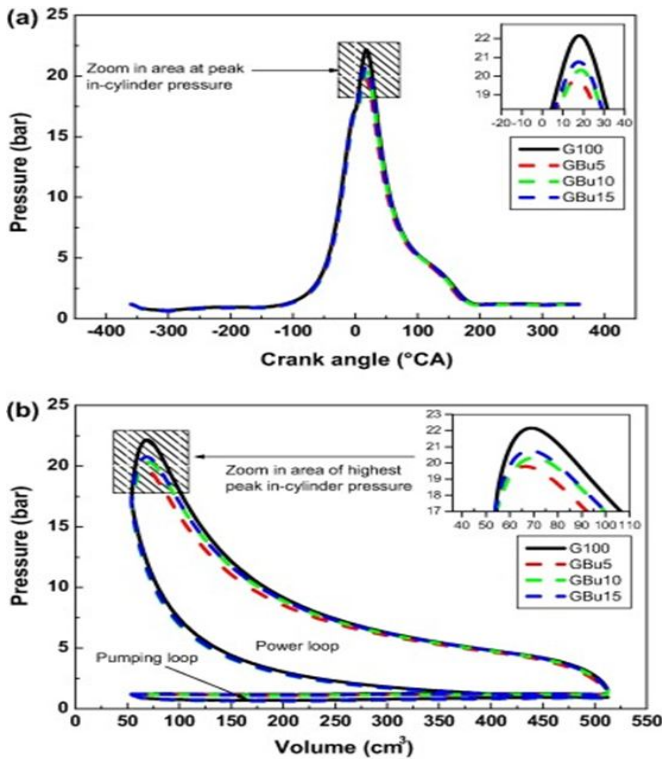 (a)
25
20
15
10
5
0
Pressure (bar)
Zoom in area at peak
in-cylinder pressure
22
21
20
19
-20 -10 0 10 20 30 40
G100
GBu5
GBu10
GBu15
-400 -300 -200 -100 0 100 200 300 400
Crank angle (°CA)
(b)
25
20
15
10
5
0
Pressure (bar)
Zoom in area of highest
peak in-cylinder pressure
23
22
21
20
19
18
17
40 50 60 70 80 90 100 110
G100
GBu5
GBu10
GBu15
Power loop
Pumping loop
0 50 100 150 200 250 300 350 400 450 500 550
Volume (cm³)